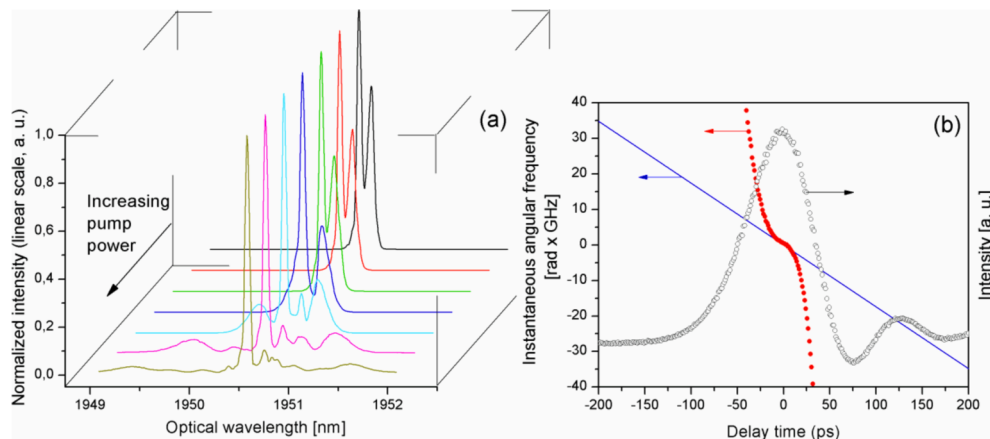 (a)
Normalized intensity (linear scale, a. u.)
1,0
0,8
0,6
0,4
0,2
0,0
Increasing
pump
power
1949
1950
1951
1952
Optical wavelength [nm]
(b)
Instantaneous angular frequency
[rad x GHz]
40
30
20
10
0
-10
-20
-30
-40
-200
-150
-100
-50
0
50
100
150
200
Delay time (ps)
Intensity [a. u.]